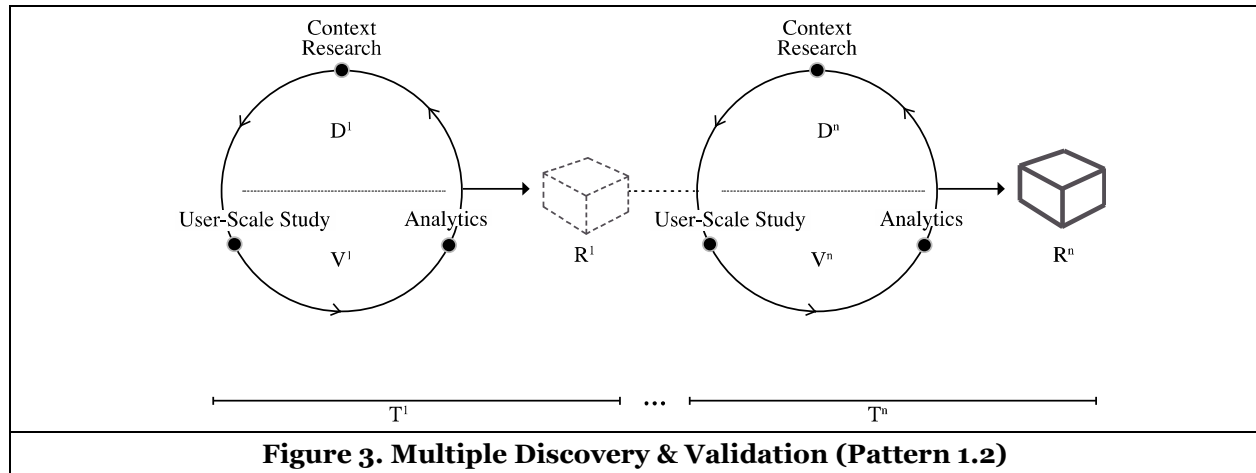 Context
Research
Context
Research
D¹
Dⁿ
User-Scale Study
Analytics
User-Scale Study
Analytics
V¹
R¹
Vⁿ
Rⁿ
T¹
...
Tⁿ
Figure 3. Multiple Discovery & Validation (Pattern 1.2)